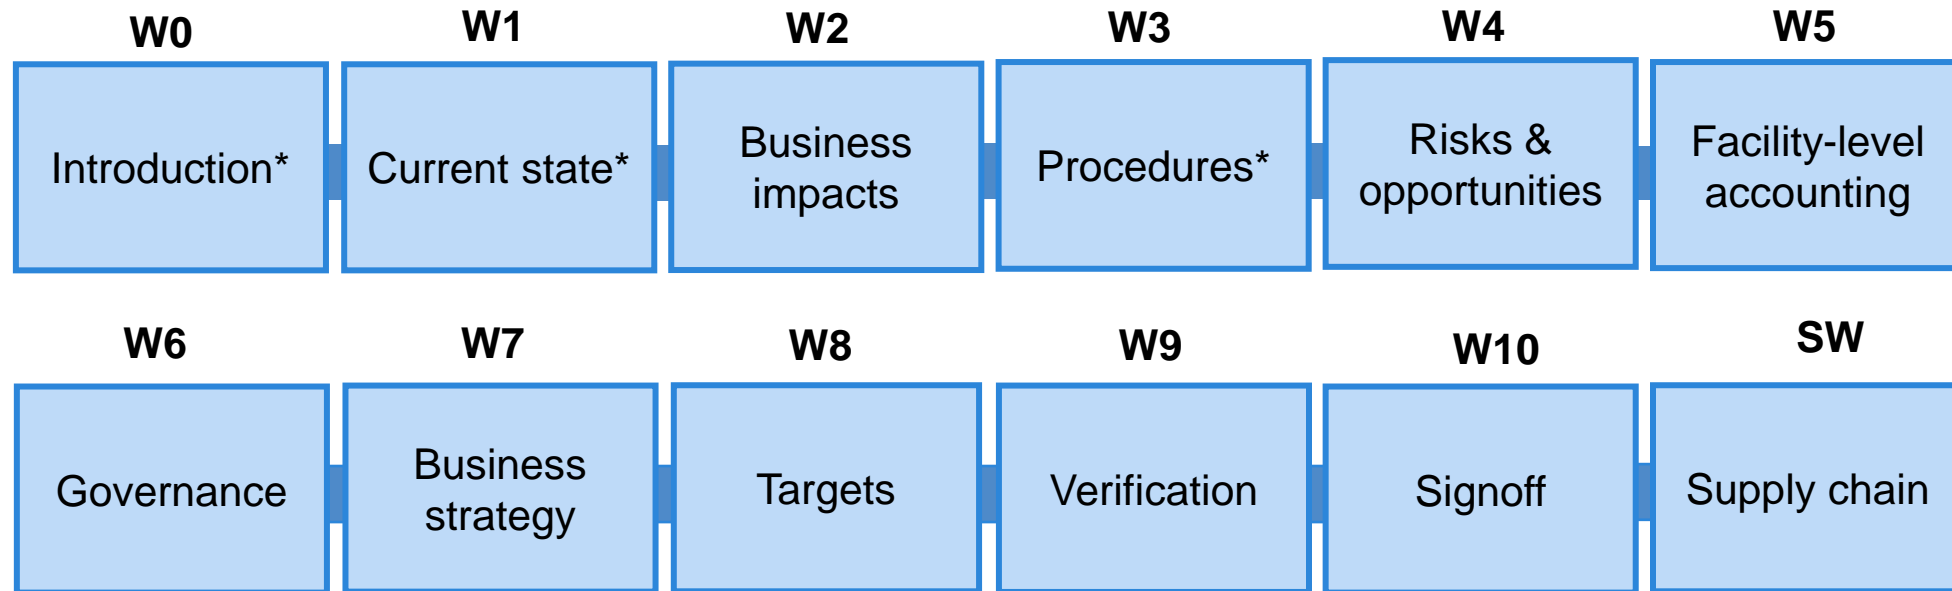 W0
W1
W2
W3
W4
W5
Introduction*
Current state*
Business
impacts
Procedures*
Risks &
opportunities
Facility-level
accounting
W6
W7
W8
W9
W10
SW
Governance
Business
strategy
Targets
Verification
Signoff
Supply chain